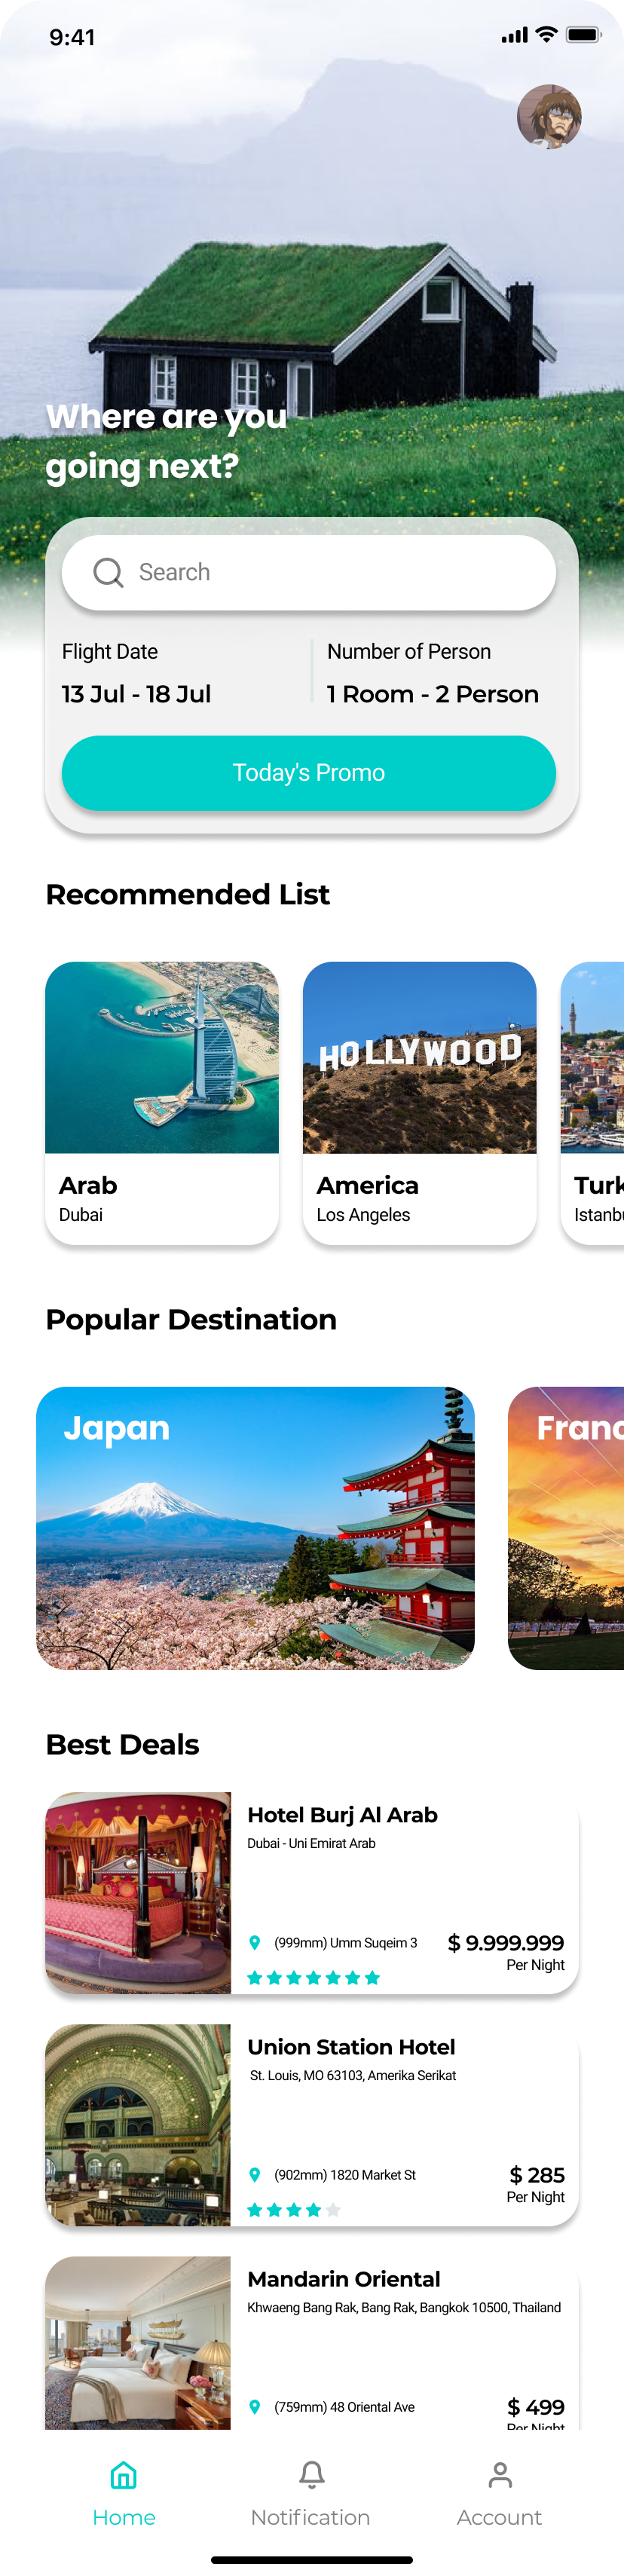 9:41
Where are you
going next?
Search
Flight Date
Number of Person
13 Jul - 18 Jul
1 Room - 2 Person
Today's Promo
Recommended List
HOLLYWOOD
Arab
Dubai
America
Los Angeles
Turk
Istanbu
Popular Destination
Japan
Franc
Best Deals
Hotel Burj Al Arab
Dubai - Uni Emirat Arab
(999mm) Umm Suqeim 3
$ 9.999.999
Per Night
Union Station Hotel
St. Louis, MO 63103, Amerika Serikat
(902mm) 1820 Market St
$ 285
Per Night
Mandarin Oriental
Khwaeng Bang Rak, Bang Rak, Bangkok 10500, Thailand
(759mm) 48 Oriental Ave
$ 499
Per Night
Home
Notification
Account